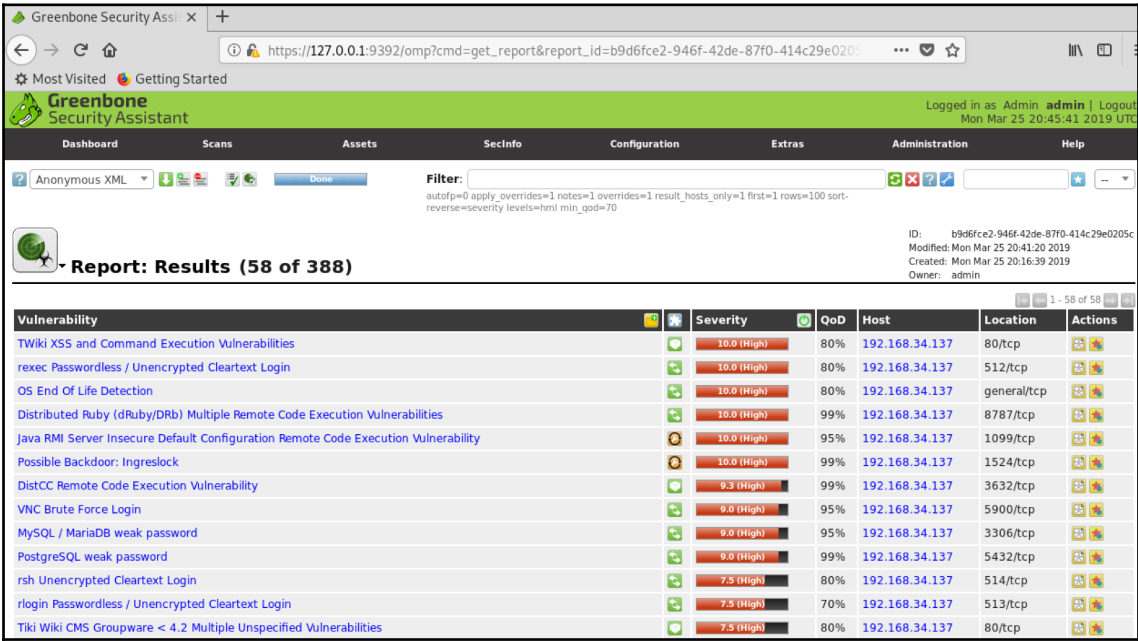 Greenbone Security Assis × +
https://127.0.0.1:9392/omp?cmd=get_report&report_id=b9d6fce2-946f-42de-87f0-414c29e0205 ...
Most Visited Getting Started
Greenbone
Security Assistant
Logged in as Admin admin | Logout
Mon Mar 25 20:45:41 2019 UTC
Dashboard Scans Assets SecInfo Configuration Extras Administration Help
? Anonymous XML Done Filter: ? --
autofp=0 apply_overrides=1 notes=1 overrides=1 result_hosts_only=1 first=1 rows=100 sort-
reverse=severity levels=hml min_qod=70
ID: b9d6fce2-946f-42de-87f0-414c29e0205c
Modified: Mon Mar 25 20:41:20 2019
Created: Mon Mar 25 20:16:39 2019
Owner: admin
Report: Results (58 of 388)
1 - 58 of 58
Vulnerability Severity QoD Host Location Actions
TWiki XSS and Command Execution Vulnerabilities 10.0 (High) 80% 192.168.34.137 80/tcp
rexec Passwordless / Unencrypted Cleartext Login 10.0 (High) 80% 192.168.34.137 512/tcp
OS End Of Life Detection 10.0 (High) 80% 192.168.34.137 general/tcp
Distributed Ruby (dRuby/DRb) Multiple Remote Code Execution Vulnerabilities 10.0 (High) 99% 192.168.34.137 8787/tcp
Java RMI Server Insecure Default Configuration Remote Code Execution Vulnerability 10.0 (High) 95% 192.168.34.137 1099/tcp
Possible Backdoor: Ingreslock 10.0 (High) 99% 192.168.34.137 1524/tcp
DistCC Remote Code Execution Vulnerability 9.3 (High) 99% 192.168.34.137 3632/tcp
VNC Brute Force Login 9.0 (High) 95% 192.168.34.137 5900/tcp
MySQL / MariaDB weak password 9.0 (High) 95% 192.168.34.137 3306/tcp
PostgreSQL weak password 9.0 (High) 99% 192.168.34.137 5432/tcp
rsh Unencrypted Cleartext Login 7.5 (High) 80% 192.168.34.137 514/tcp
rlogin Passwordless / Unencrypted Cleartext Login 7.5 (High) 70% 192.168.34.137 513/tcp
Tiki Wiki CMS Groupware < 4.2 Multiple Unspecified Vulnerabilities 7.5 (High) 80% 192.168.34.137 80/tcp